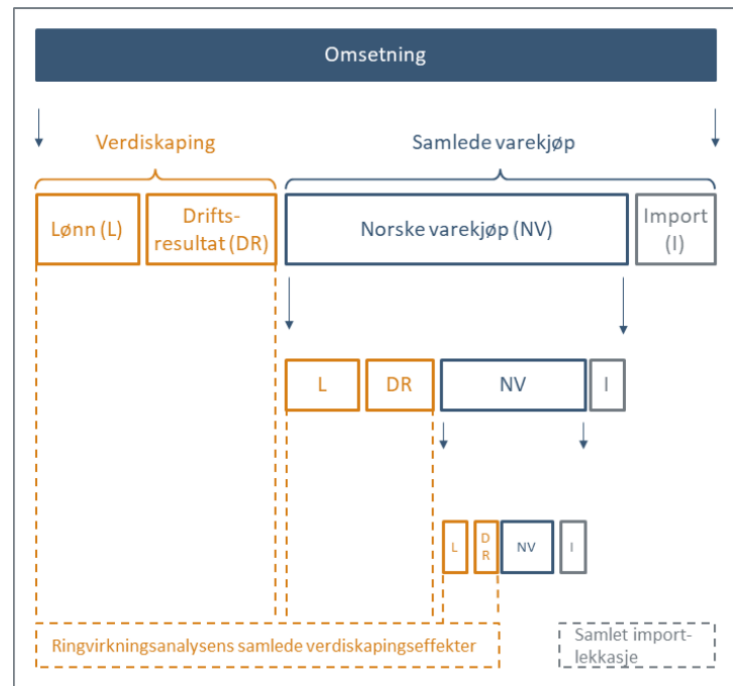 Omsetning
Verdiskaping
Samlede varekjøp
Lønn (L)
Drifts-
resultat (DR)
Norske varekjøp (NV)
Import
(I)
L
DR
NV
I
L
D
R
NV
I
Ringvirkningsanalysens samlede verdiskapingseffekter
Samlet import-
lekkasje